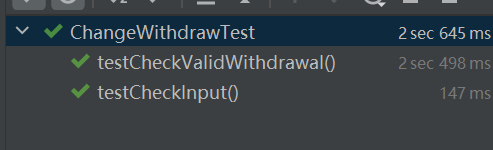 ChangeWithdrawTest 2 sec 645 ms
testCheckValidWithdrawal() 2 sec 498 ms
testCheckInput() 147 ms